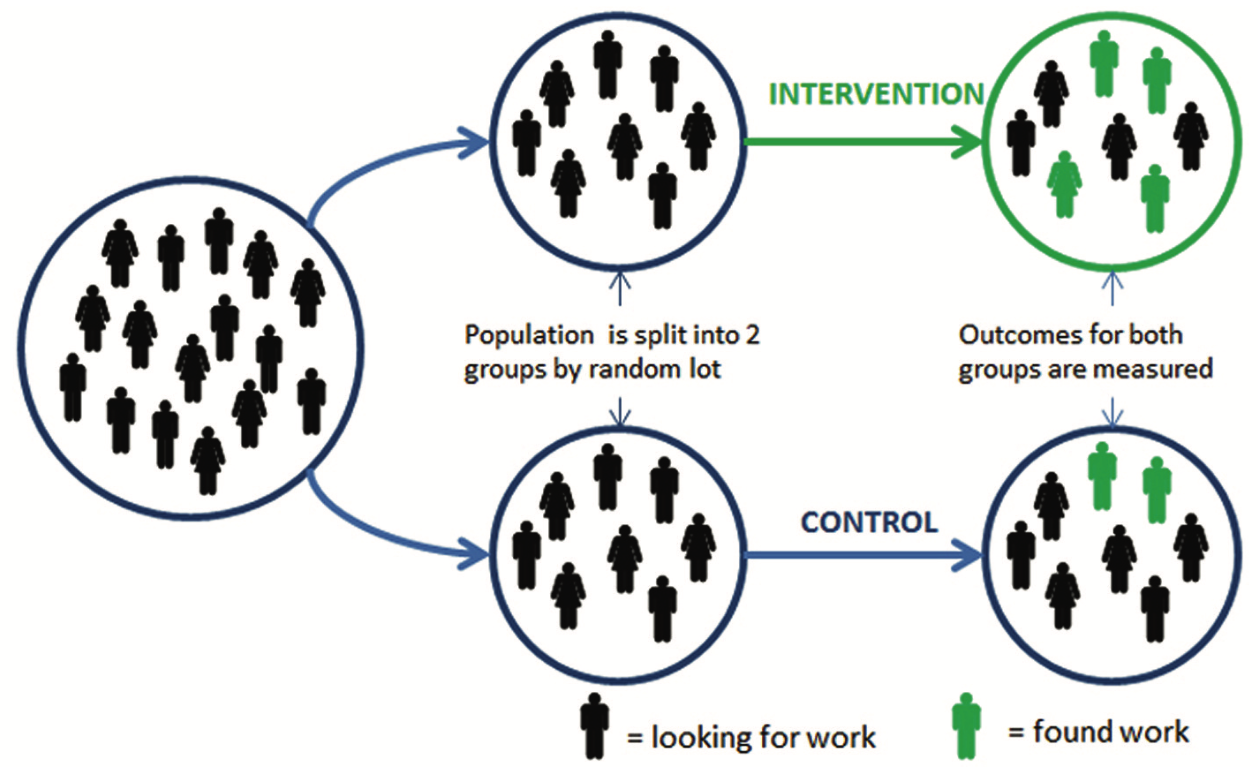 INTERVENTION
Population is split into 2
groups by random lot
Outcomes for both
groups are measured
CONTROL
= looking for work
= found work